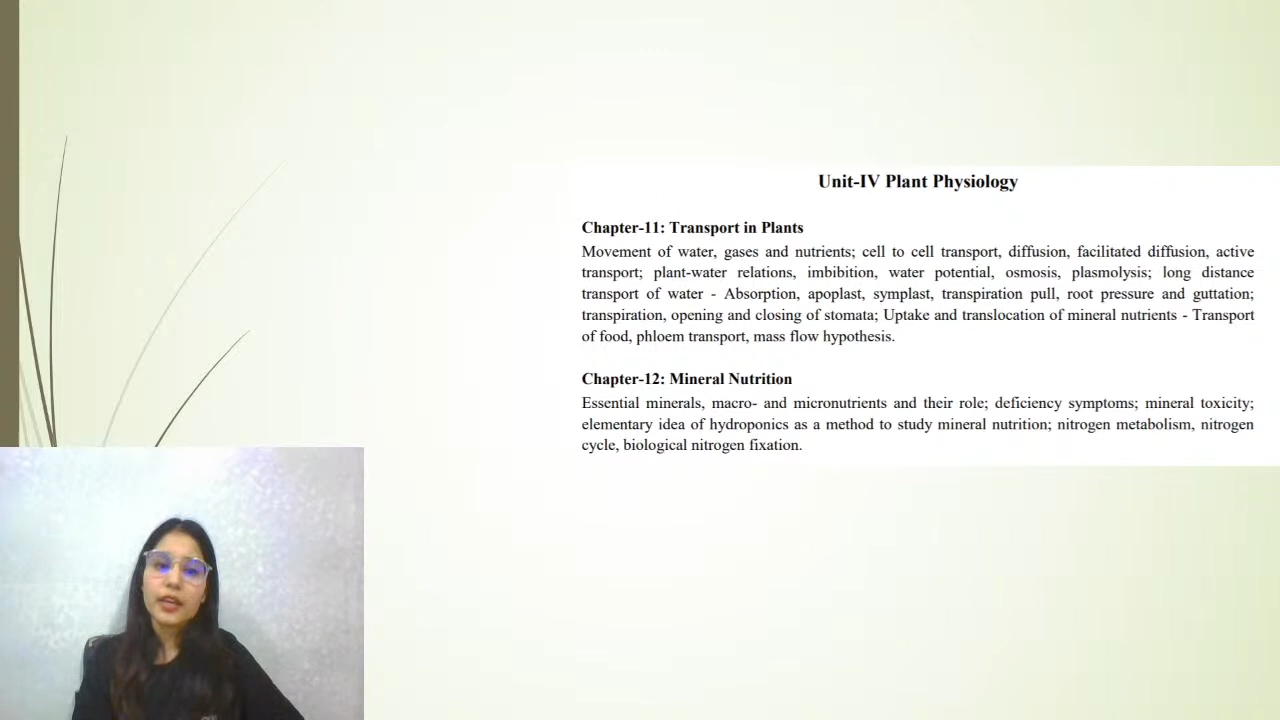 Unit-IV Plant Physiology
Chapter-11: Transport in Plants
Movement of water, gases and nutrients; cell to cell transport, diffusion, facilitated diffusion, active
transport; plant-water relations, imbibition, water potential, osmosis, plasmolysis; long distance
transport of water - Absorption, apoplast, symplast, transpiration pull, root pressure and guttation;
transpiration, opening and closing of stomata; Uptake and translocation of mineral nutrients - Transport
of food, phloem transport, mass flow hypothesis.
Chapter-12: Mineral Nutrition
Essential minerals, macro- and micronutrients and their role; deficiency symptoms; mineral toxicity;
elementary idea of hydroponics as a method to study mineral nutrition; nitrogen metabolism, nitrogen
cycle, biological nitrogen fixation.